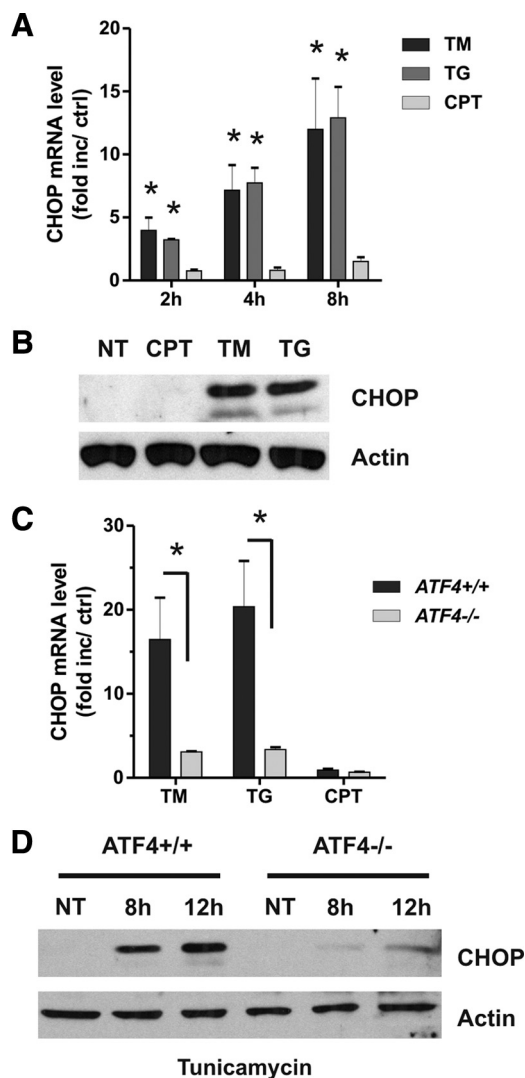 A
CHOP mRNA level
(fold inc/ ctrl)
20
15
10
5
0
* * * * * *
2h 4h 8h
TM
TG
CPT
B
NT CPT TM TG
CHOP
Actin
C
CHOP mRNA level
(fold inc/ ctrl)
30
20
10
0
* *
TM TG CPT
ATF4+/+
ATF4-/-
D
ATF4+/+ ATF4-/-
NT 8h 12h NT 8h 12h
CHOP
Actin
Tunicamycin